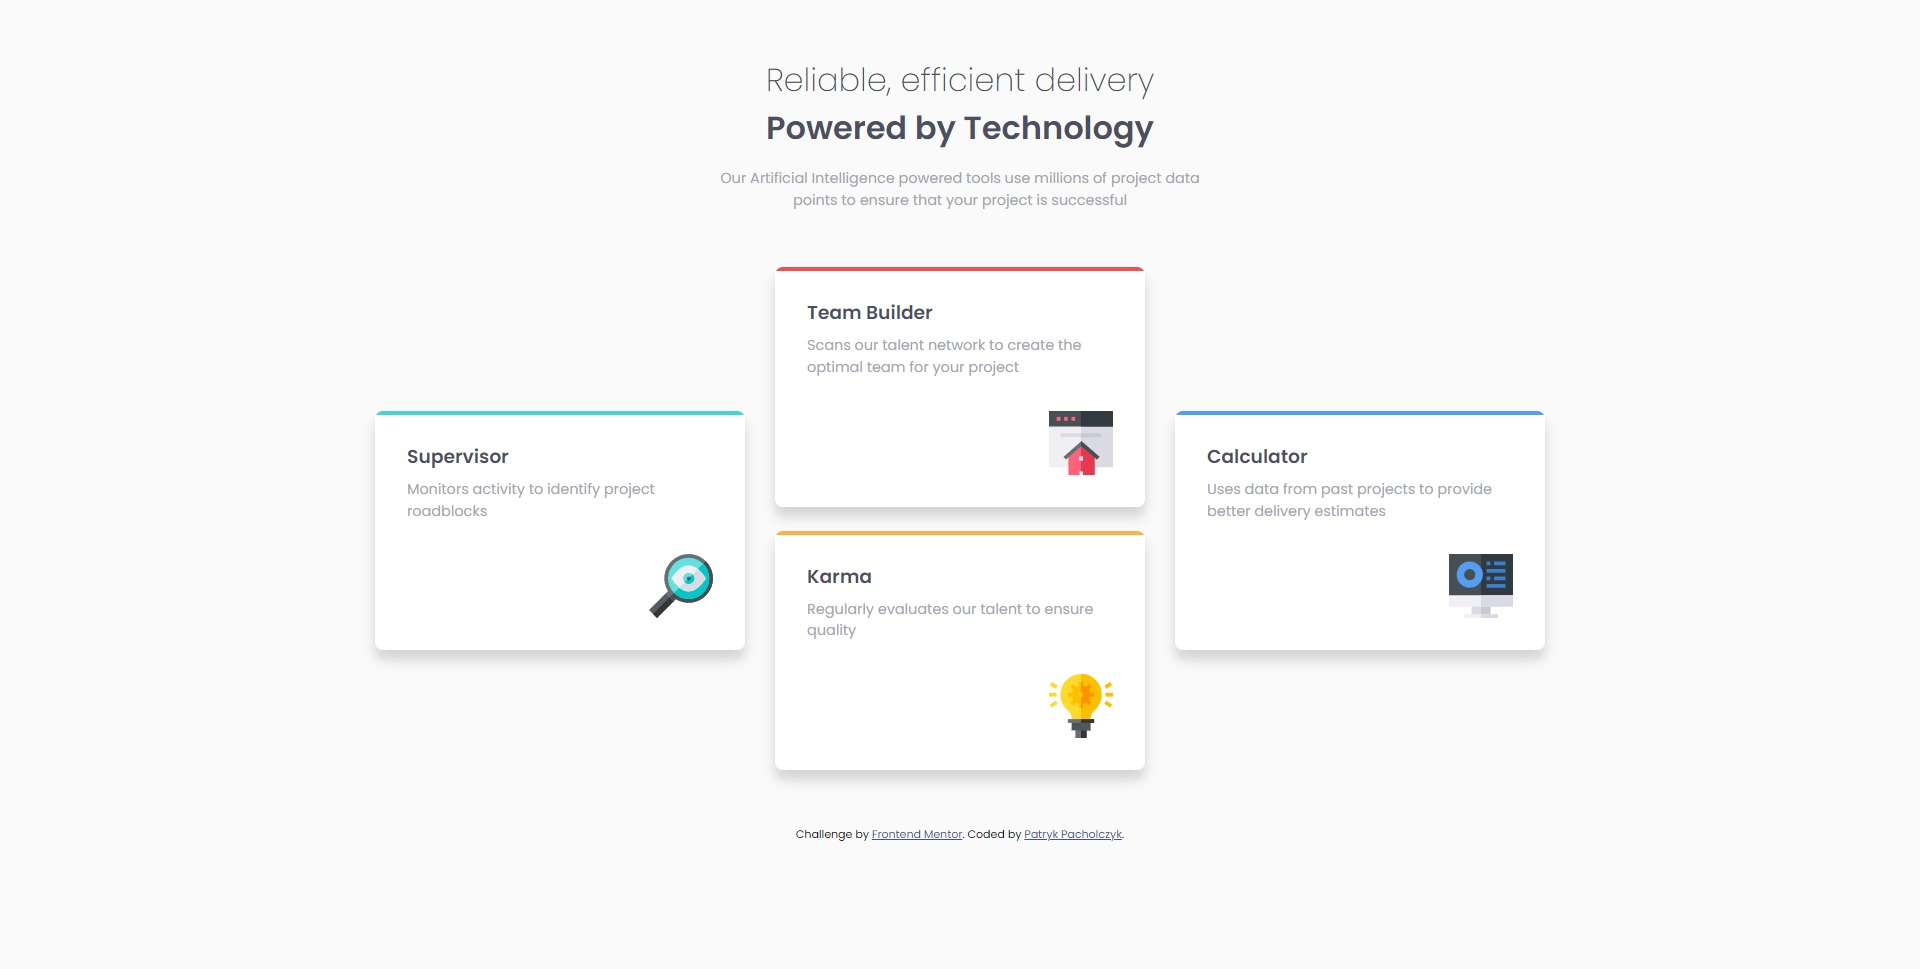 Reliable, efficient delivery
Powered by Technology
Our Artificial Intelligence powered tools use millions of project data
points to ensure that your project is successful
Supervisor
Monitors activity to identify project
roadblocks
Team Builder
Scans our talent network to create the
optimal team for your project
Karma
Regularly evaluates our talent to ensure
quality
Calculator
Uses data from past projects to provide
better delivery estimates
Challenge by Frontend Mentor. Coded by Patryk Pacholczyk.